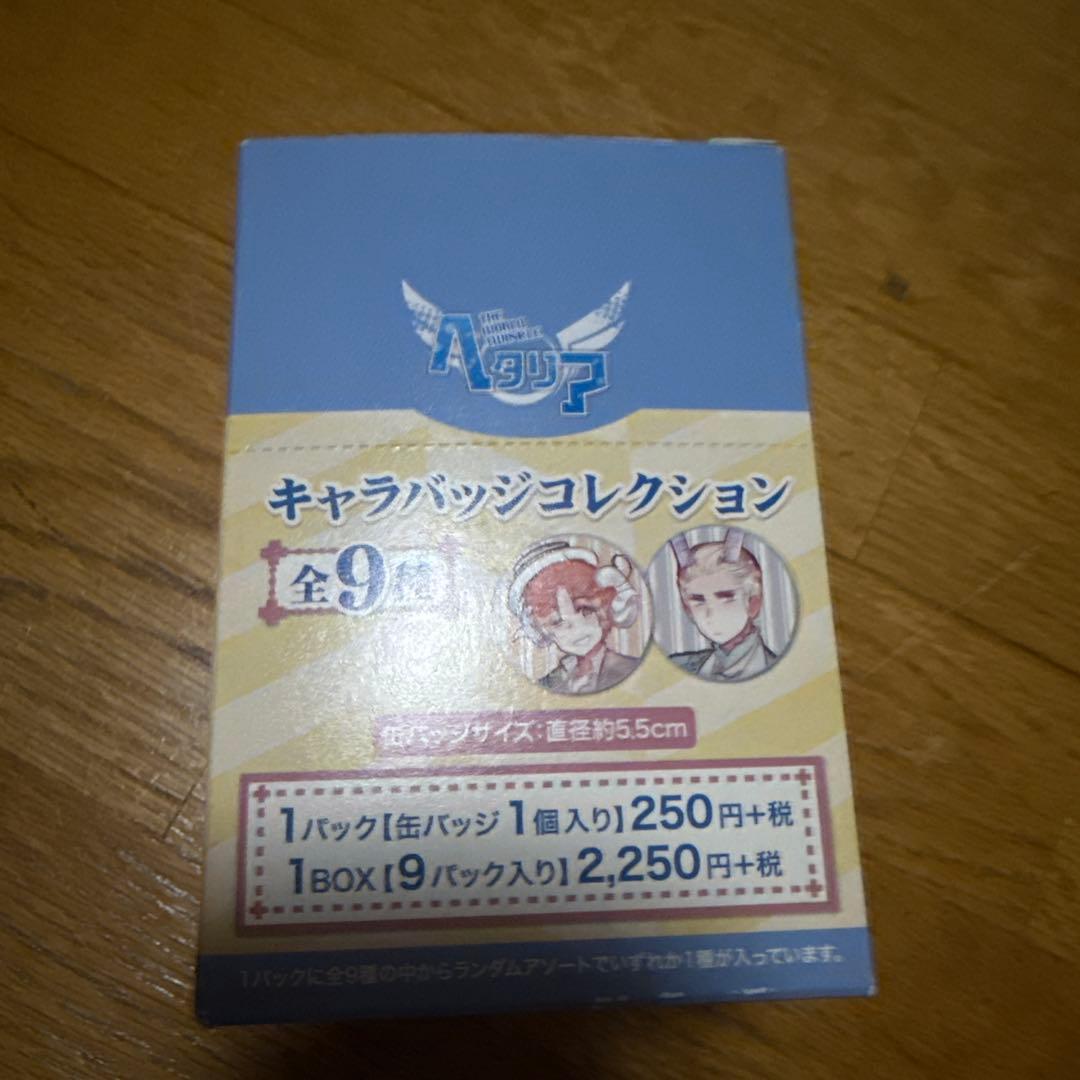 THE
WORLD
TWINKLE
ヘタリア
キャラバッジコレクション
全9種
缶バッジサイズ:直径約5.5cm
1パック【缶バッジ1個入り】250円+税
1BOX【9パック入り】2,250円+税
1パックに全9種の中からランダムアソートでいずれか1種が入っています。